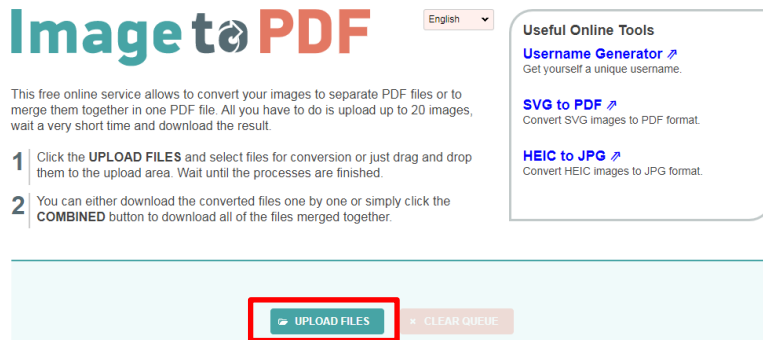 Image to PDF
English
This free online service allows to convert your images to separate PDF files or to
merge them together in one PDF file. All you have to do is upload up to 20 images,
wait a very short time and download the result.
1 Click the UPLOAD FILES and select files for conversion or just drag and drop
them to the upload area. Wait until the processes are finished.
2 You can either download the converted files one by one or simply click the
COMBINED button to download all of the files merged together.
Useful Online Tools
Username Generator ⇗
Get yourself a unique username.
SVG to PDF ⇗
Convert SVG images to PDF format.
HEIC to JPG ⇗
Convert HEIC images to JPG format.
UPLOAD FILES
× CLEAR QUEUE